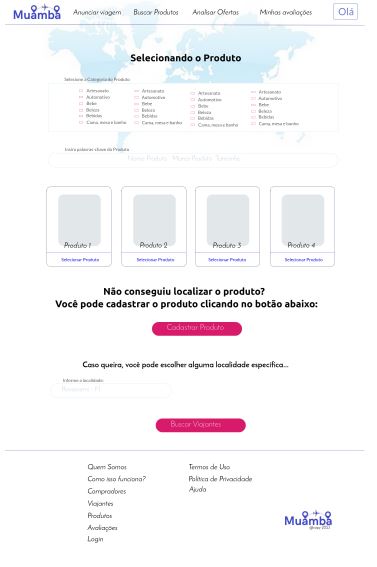 Muamba Anunciar viagem Buscar Produtos Analisar Ofertas Minhas avaliações Olá
Selecionando o Produto
Selecione a Categoria do Produto
Artesanato Artesanato Artesanato Artesanato
Automotivo Automotivo Automotivo Automotivo
Bebe Bebe Bebe Bebe
Beleza Beleza Beleza Beleza
Bebidas Bebidas Bebidas Bebidas
Cama, mesa e banho Cama, mesa e banho Cama, mesa e banho Cama, mesa e banho
Insira palavras chave do Produto
Nome Produto Marca Produto Tamanho
Produto 1 Produto 2 Produto 3 Produto 4
Selecionar Produto Selecionar Produto Selecionar Produto Selecionar Produto
Não conseguiu localizar o produto?
Você pode cadastrar o produto clicando no botão abaixo:
Cadastrar Produto
Caso queira, você pode escolher alguma localidade específica...
Informe a localidade:
Buscar Viajantes
Quem Somos Termos de Uso
Como isso funciona? Política de Privacidade
Compradores Ajuda
Viajantes
Produtos
Avaliações
Login
Muamba